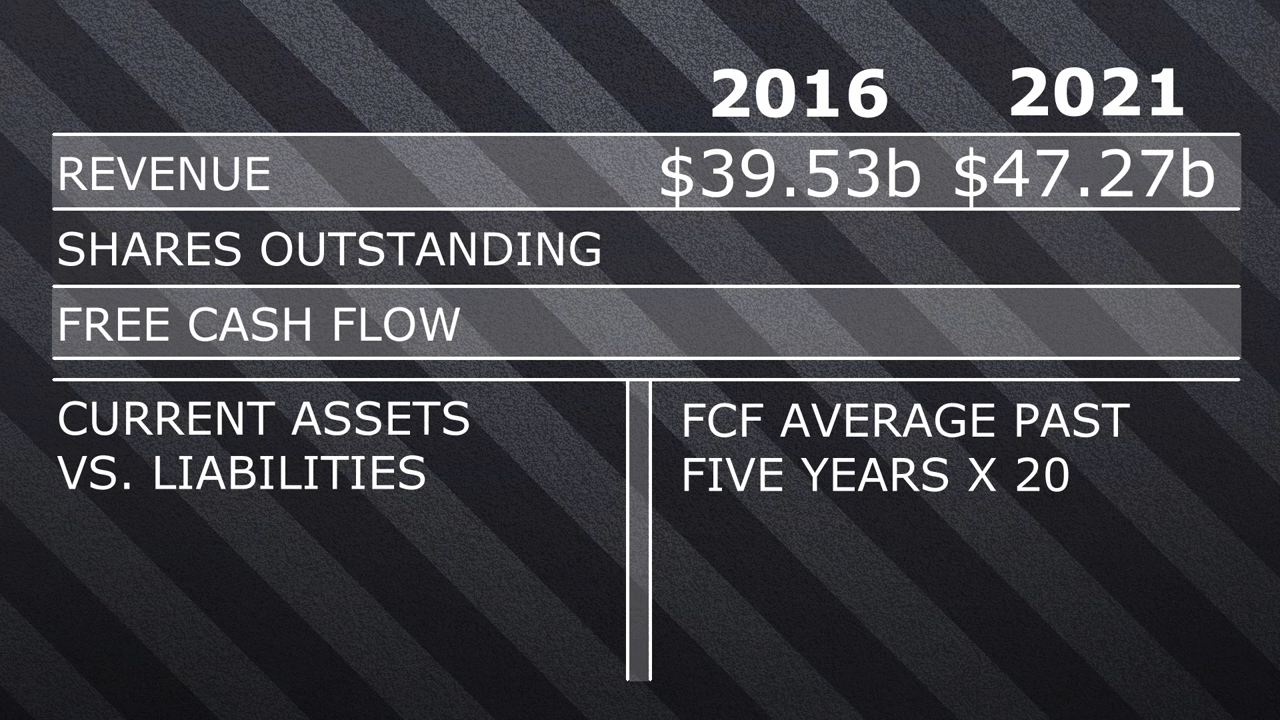 2016 2021
REVENUE $39.53b $47.27b
SHARES OUTSTANDING
FREE CASH FLOW
CURRENT ASSETS
VS. LIABILITIES
FCF AVERAGE PAST
FIVE YEARS X 20